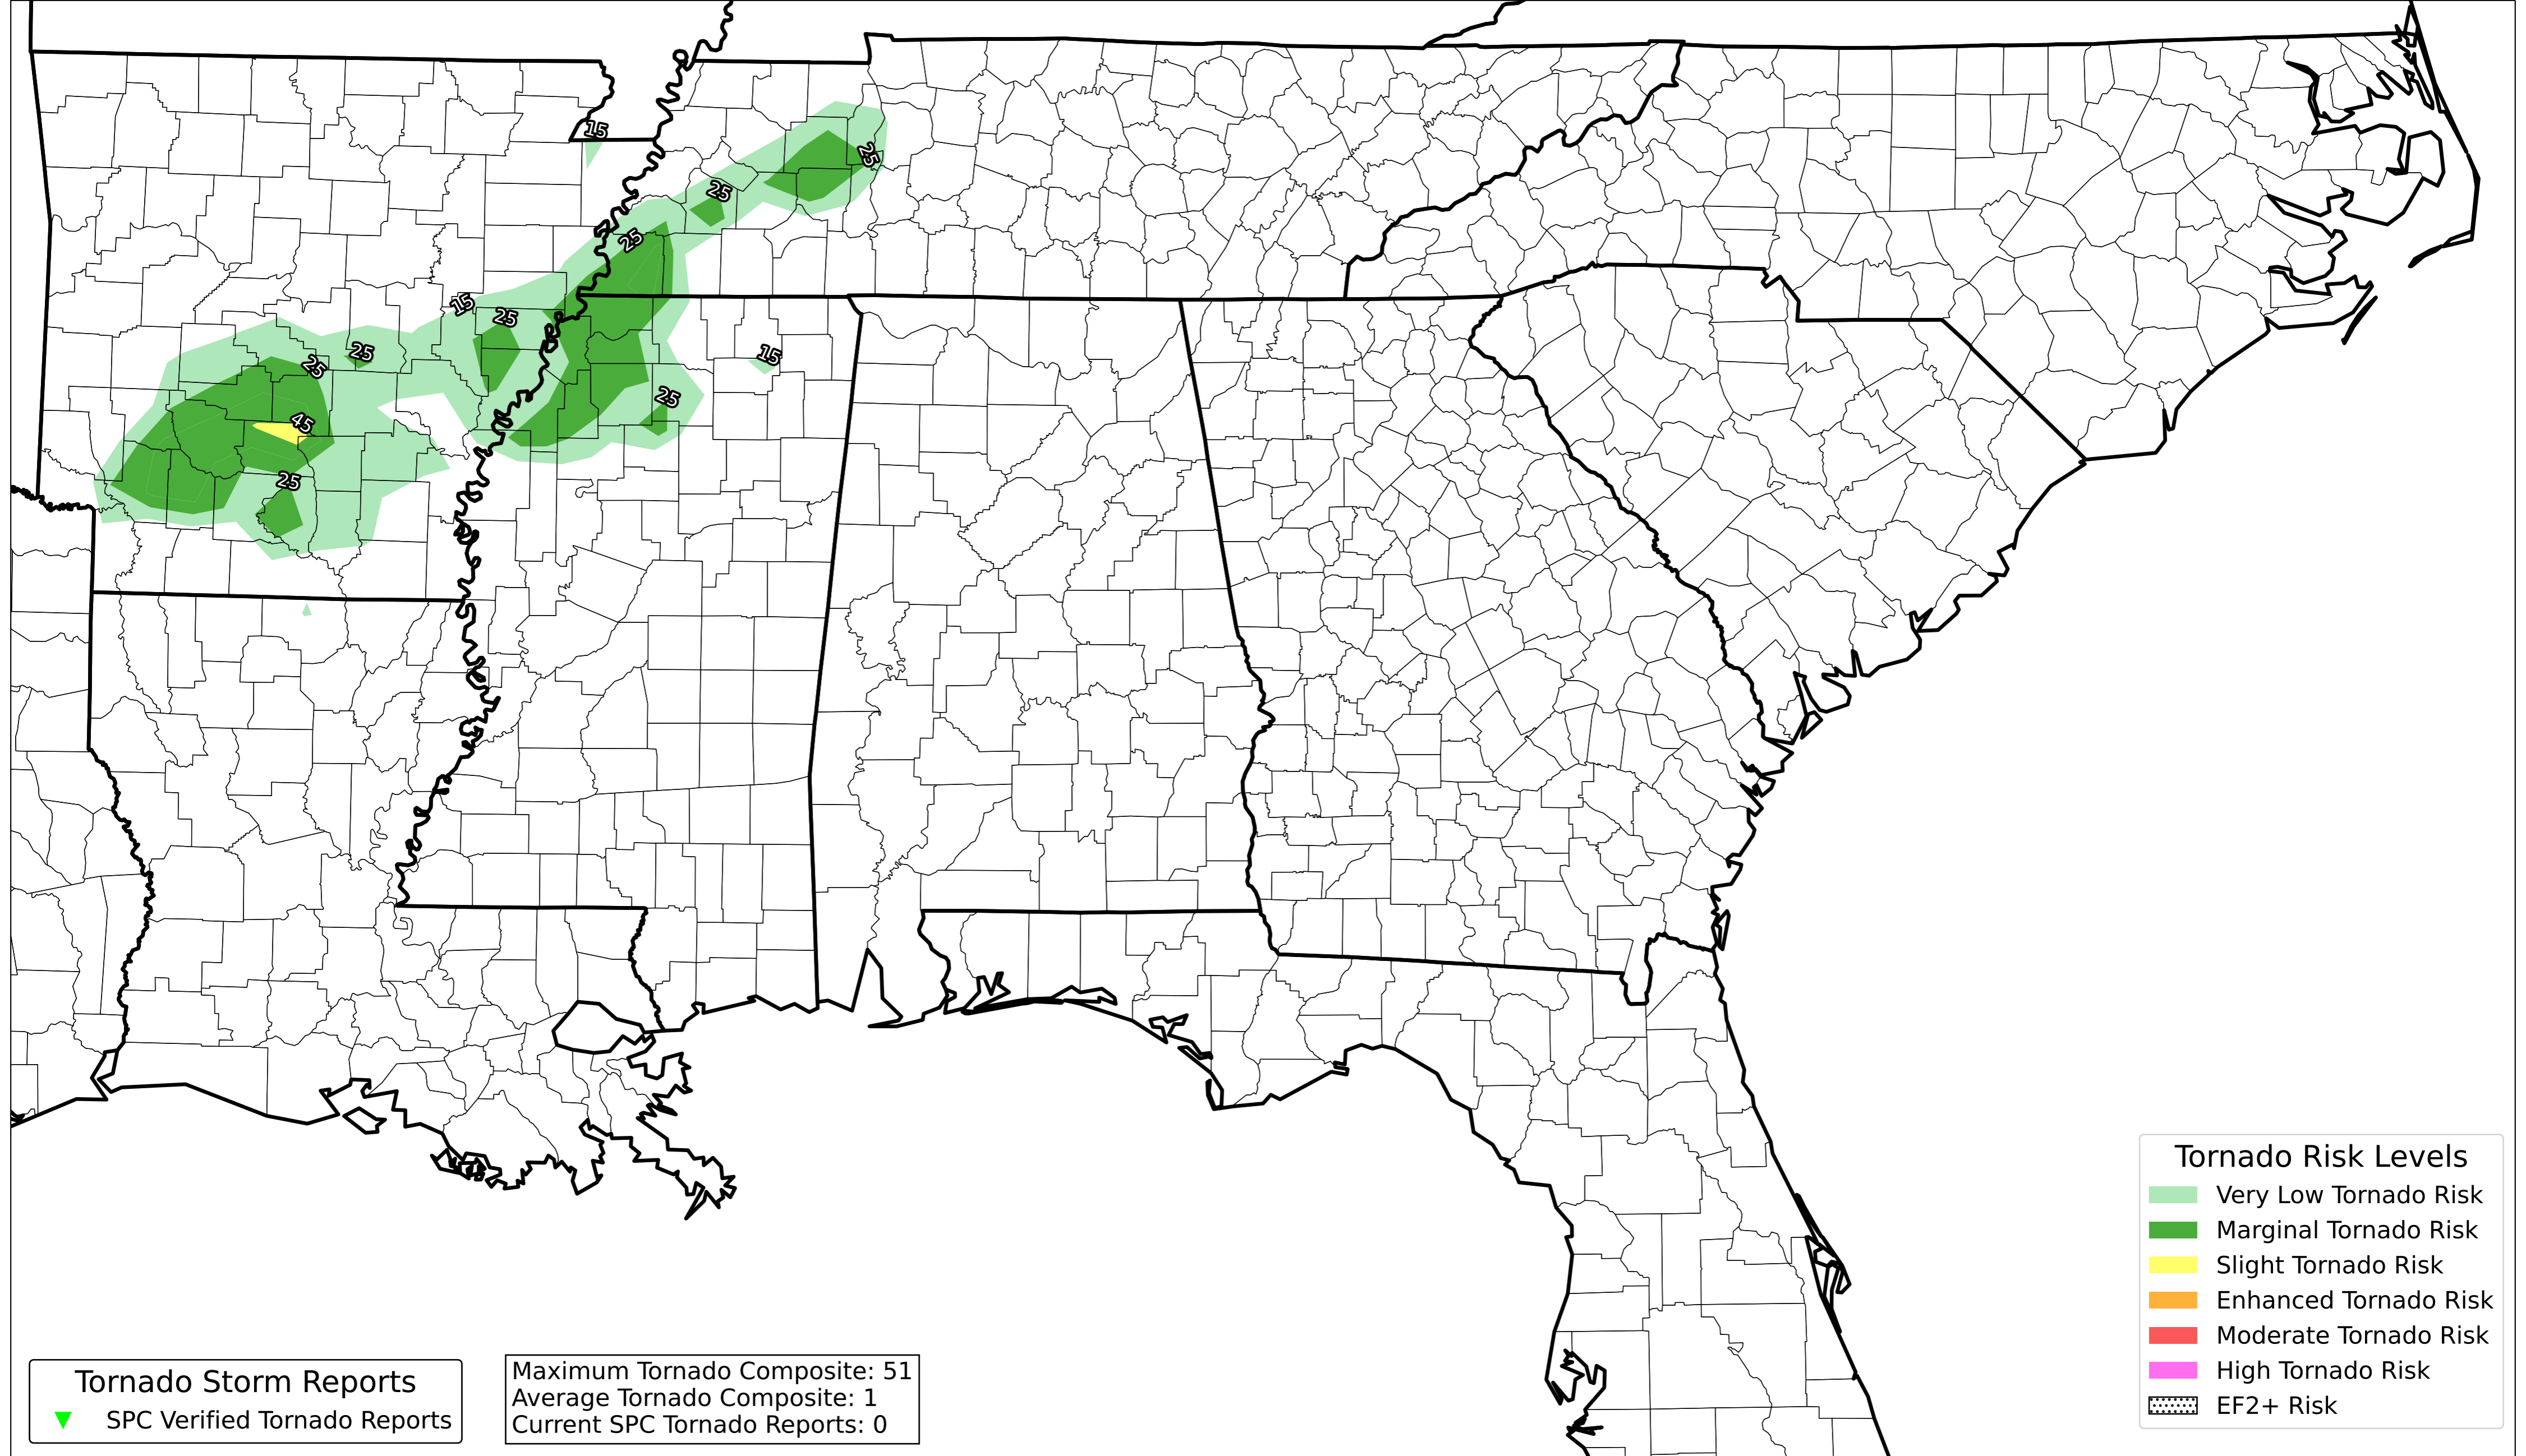 15
25
25
25
15
25
25
25
15
25
45
25
Tornado Risk Levels
Very Low Tornado Risk
Marginal Tornado Risk
Slight Tornado Risk
Enhanced Tornado Risk
Moderate Tornado Risk
High Tornado Risk
EF2+ Risk
Tornado Storm Reports
SPC Verified Tornado Reports
Maximum Tornado Composite: 51
Average Tornado Composite: 1
Current SPC Tornado Reports: 0